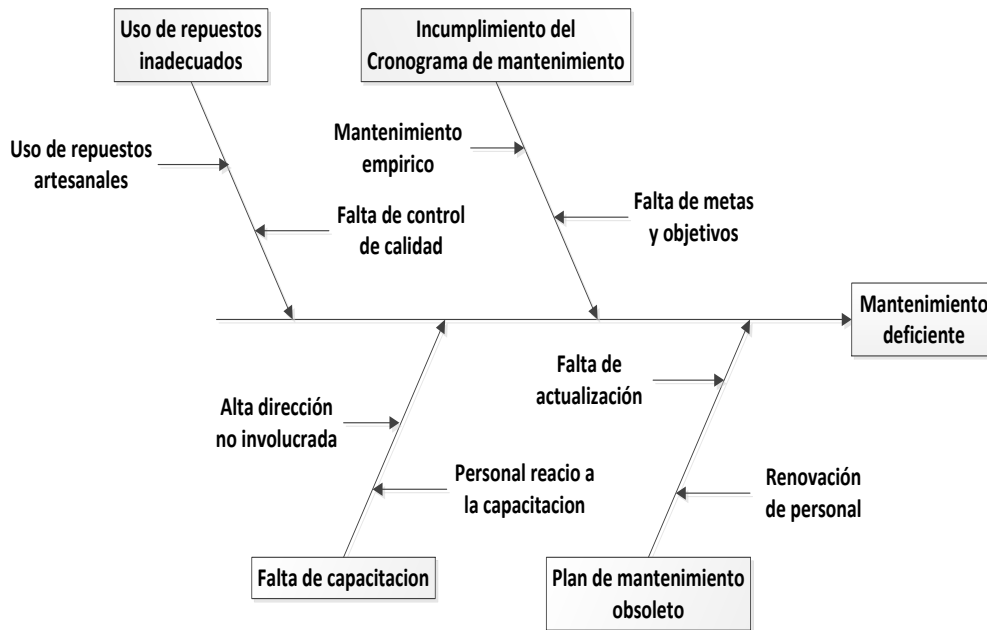 Uso de repuestos
inadecuados
Incumplimiento del
Cronograma de mantenimiento
Uso de repuestos
artesanales
Mantenimiento
empirico
Falta de control
de calidad
Falta de metas
y objetivos
Mantenimiento
deficiente
Alta dirección
no involucrada
Falta de
actualización
Personal reacio a
la capacitacion
Renovación
de personal
Falta de capacitacion
Plan de mantenimiento
obsoleto